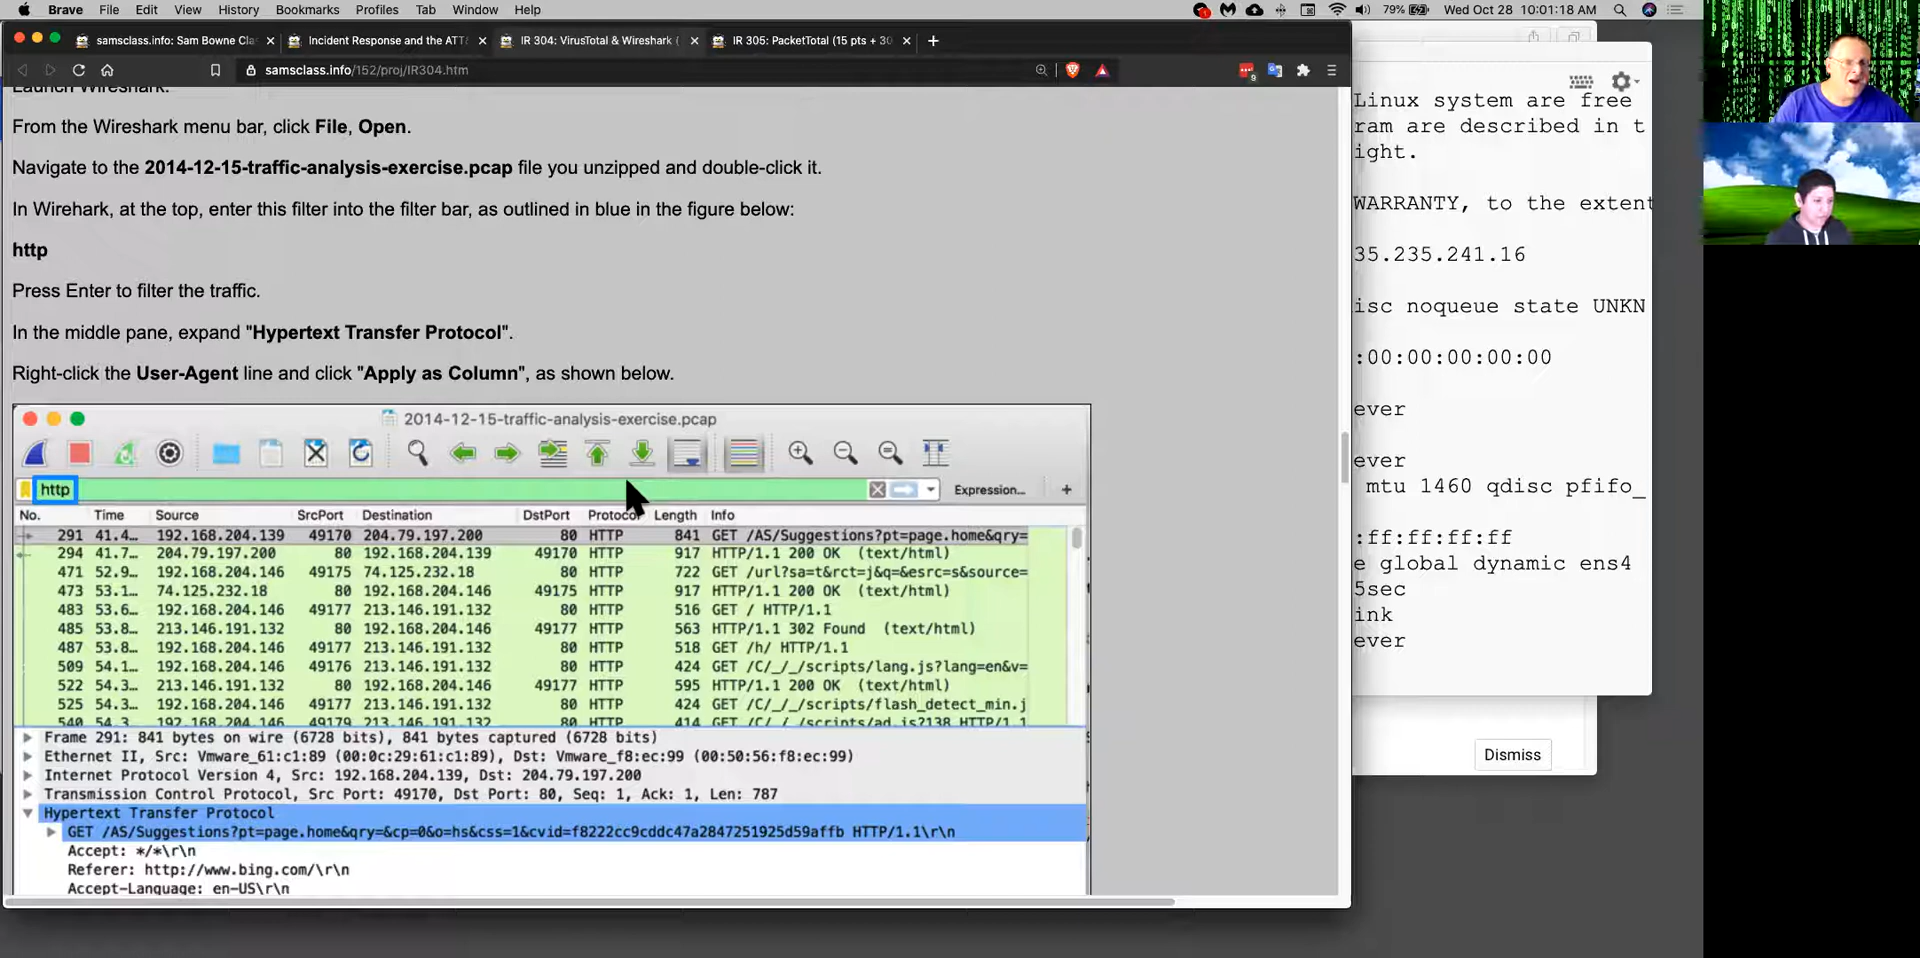 Brave File Edit View History Bookmarks Profiles Tab Window Help 79% Wed Oct 28 10:01:18 AM
samsclass.info: Sam Bowne Cla Incident Response and the ATT& IR 304: VirusTotal & Wireshark ( IR 305: PacketTotal (15 pts + 30
samsclass.info/152/proj/IR304.htm
Launch Wireshark.
From the Wireshark menu bar, click File, Open.
Navigate to the 2014-12-15-traffic-analysis-exercise.pcap file you unzipped and double-click it.
In Wirehark, at the top, enter this filter into the filter bar, as outlined in blue in the figure below:
http
Press Enter to filter the traffic.
In the middle pane, expand "Hypertext Transfer Protocol".
Right-click the User-Agent line and click "Apply as Column", as shown below.
2014-12-15-traffic-analysis-exercise.pcap
http Expression... +
No. Time Source SrcPort Destination DstPort Protocol Length Info
291 41.4… 192.168.204.139 49170 204.79.197.200 80 HTTP 841 GET /AS/Suggestions?pt=page.home&qry=
294 41.7… 204.79.197.200 80 192.168.204.139 49170 HTTP 917 HTTP/1.1 200 OK (text/html)
471 52.9… 192.168.204.146 49175 74.125.232.18 80 HTTP 722 GET /url?sa=t&rct=j&q=&esrc=s&source=
473 53.1… 74.125.232.18 80 192.168.204.146 49175 HTTP 917 HTTP/1.1 200 OK (text/html)
483 53.6… 192.168.204.146 49177 213.146.191.132 80 HTTP 516 GET / HTTP/1.1
485 53.8… 213.146.191.132 80 192.168.204.146 49177 HTTP 563 HTTP/1.1 302 Found (text/html)
487 53.8… 192.168.204.146 49177 213.146.191.132 80 HTTP 518 GET /h/ HTTP/1.1
509 54.1… 192.168.204.146 49176 213.146.191.132 80 HTTP 424 GET /C/_/_/scripts/lang.js?lang=en&v=
522 54.3… 213.146.191.132 80 192.168.204.146 49177 HTTP 595 HTTP/1.1 200 OK (text/html)
525 54.3… 192.168.204.146 49177 213.146.191.132 80 HTTP 424 GET /C/_/_/scripts/flash_detect_min.j
540 54.3… 192.168.204.146 49179 213.146.191.132 80 HTTP 414 GET /C/_/_/scripts/ad.js?138 HTTP/1.1
Frame 291: 841 bytes on wire (6728 bits), 841 bytes captured (6728 bits)
Ethernet II, Src: Vmware_61:c1:89 (00:0c:29:61:c1:89), Dst: Vmware_f8:ec:99 (00:50:56:f8:ec:99)
Internet Protocol Version 4, Src: 192.168.204.139, Dst: 204.79.197.200
Transmission Control Protocol, Src Port: 49170, Dst Port: 80, Seq: 1, Ack: 1, Len: 787
Hypertext Transfer Protocol
GET /AS/Suggestions?pt=page.home&qry=&cp=0&o=hs&css=1&cvid=f8222cc9cddc47a2847251925d59affb HTTP/1.1\r\n
Accept: */*\r\n
Referer: http://www.bing.com/\r\n
Accept-Language: en-US\r\n
Linux system are free
ram are described in t
ight.
WARRANTY, to the extent
35.235.241.16
isc noqueue state UNKN
:00:00:00:00:00
ever
ever
mtu 1460 qdisc pfifo_
:ff:ff:ff:ff
e global dynamic ens4
5sec
ink
ever
Dismiss